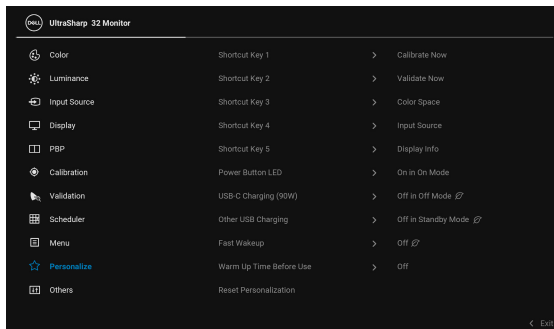 DELL UltraSharp 32 Monitor
Color Shortcut Key 1 > Calibrate Now
Luminance Shortcut Key 2 > Validate Now
Input Source Shortcut Key 3 > Color Space
Display Shortcut Key 4 > Input Source
PBP Shortcut Key 5 > Display Info
Calibration Power Button LED > On in On Mode
Validation USB-C Charging (90W) > Off in Off Mode
Scheduler Other USB Charging > Off in Standby Mode
Menu Fast Wakeup > Off
Personalize Warm Up Time Before Use > Off
Others Reset Personalization
< Exit